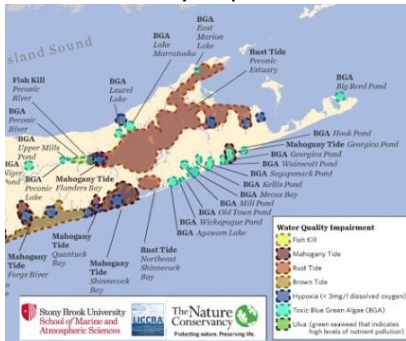 sland Sound
BGA
East
Marion
Lake
BGA
Lake
Marratooka
Rust Tide
Peconic
Estuary
Fish Kill
Peconic
River
BGA
Laurel
Lake
BGA
Big Reed Pond
BGA
Peconic
River
BGA
Upper Mills
Pond
BGA Hook Pond
Mahogany Tide Georgica Pond
BGA Georgica Pond
BGA Wainscott Pond
BGA Sagaponack Pond
BGA Kellis Pond
BGA Mecox Bay
BGA Mill Pond
BGA Old Town Pond
BGA Wickapogue Pond
BGA Agawam Lake
BGA
Peconic
Lake
Mahogany Tide
Flanders Bay
Mahogany
Tide
Forge River
Mahogany
Tide
Quantuck
Bay
Mahogany
Tide
Shinnecock
Bay
Rust Tide
Northeast
Shinnecock
Bay
Water Quality Impairment
Fish Kill
Mahogany Tide
Rust Tide
Brown Tide
Hypoxia (< 3mg/l dissolved oxygen)
Toxic Blue Green Algae (BGA)
Ulva (green seaweed that indicates
high levels of nutrient pollution)
Stony Brook University
School of Marine and
Atmospheric Sciences
LICCRA
The Nature
Conservancy
Protecting nature. Preserving life.